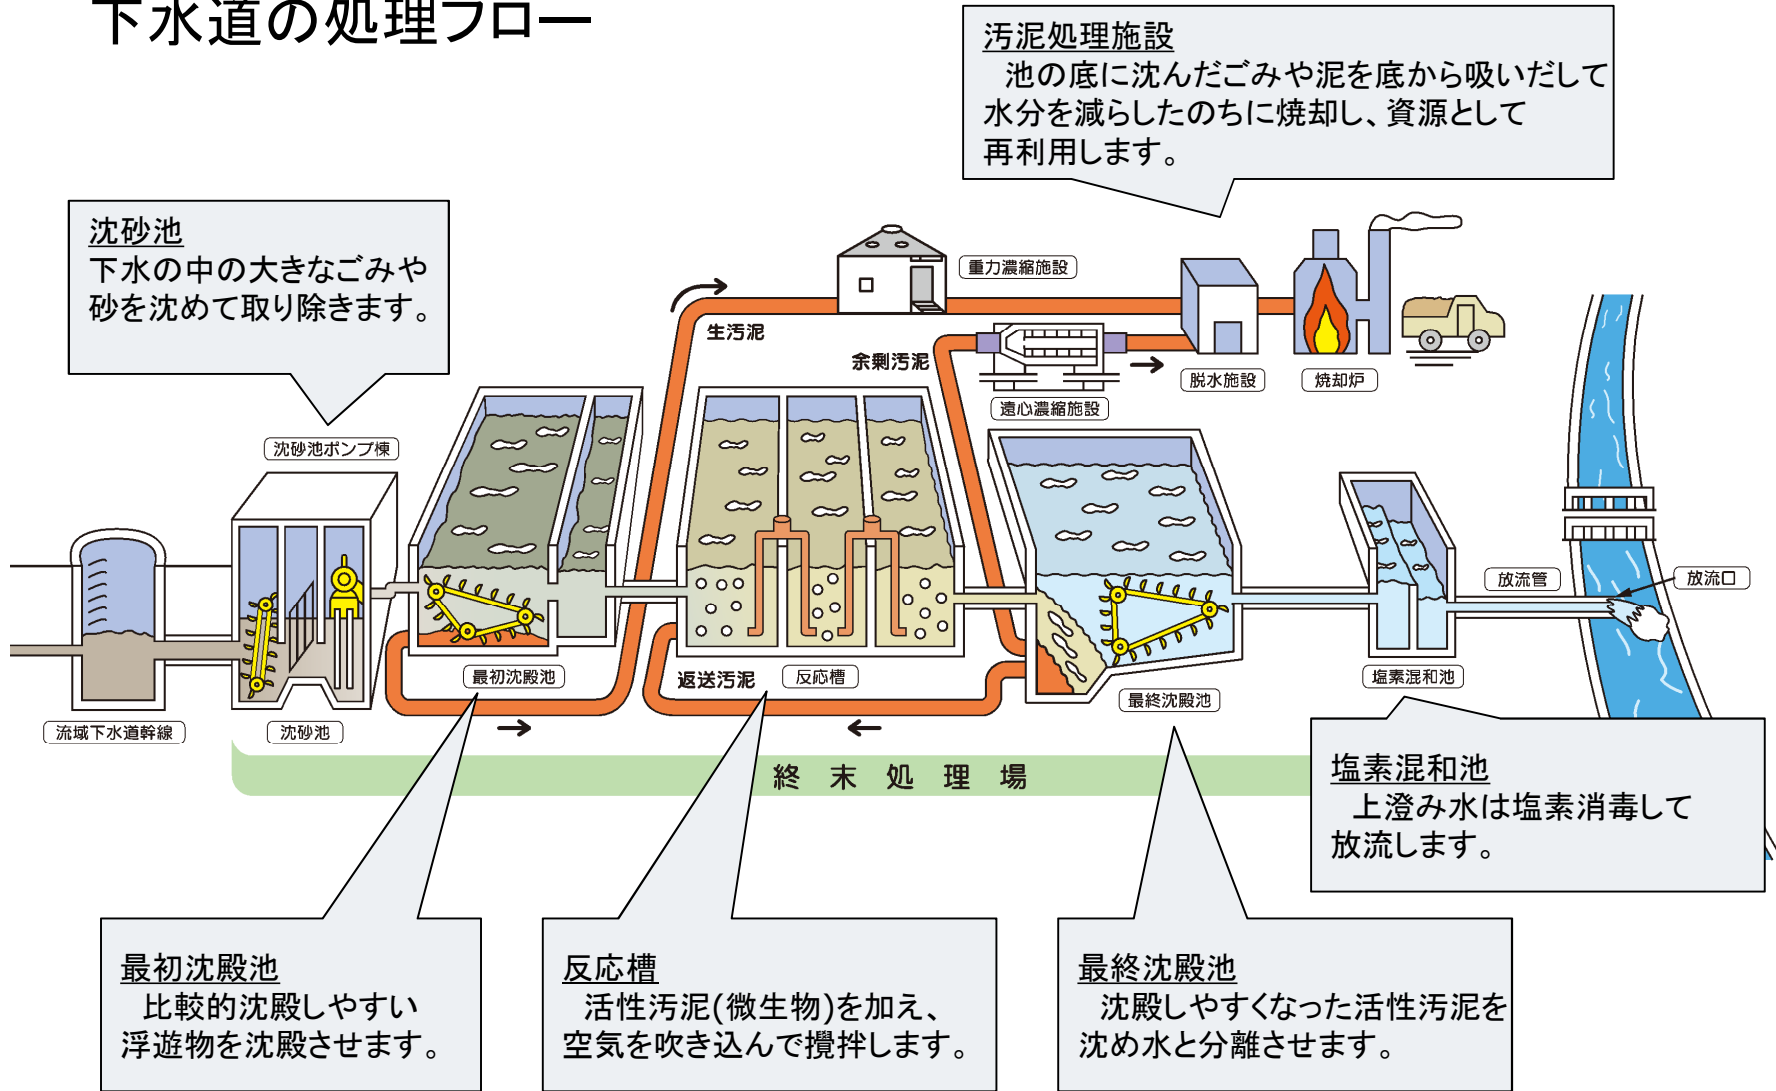 下水道の処理フロー
汚泥処理施設
池の底に沈んだごみや泥を底から吸いだして
水分を減らしたのちに焼却し、資源として
再利用します。
沈砂池
下水の中の大きなごみや
砂を沈めて取り除きます。
重力濃縮施設
生汚泥
余剰汚泥
遠心濃縮施設
脱水施設
焼却炉
沈砂池ポンプ棟
放流管
放流口
最初沈殿池
返送汚泥
反応槽
最終沈殿池
塩素混和池
流域下水道幹線
沈砂池
終末処理場
塩素混和池
上澄み水は塩素消毒して
放流します。
最初沈殿池
比較的沈殿しやすい
浮遊物を沈殿させます。
反応槽
活性汚泥(微生物)を加え、
空気を吹き込んで攪拌します。
最終沈殿池
沈殿しやすくなった活性汚泥を
沈め水と分離させます。